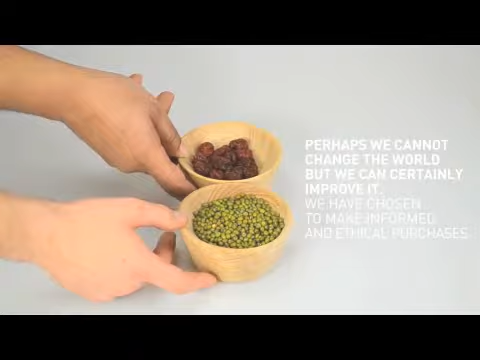 PERHAPS WE CANNOT
CHANGE THE WORLD
BUT WE CAN CERTAINLY
IMPROVE IT.
WE HAVE CHOSEN
TO MAKE INFORMED
AND ETHICAL PURCHASES